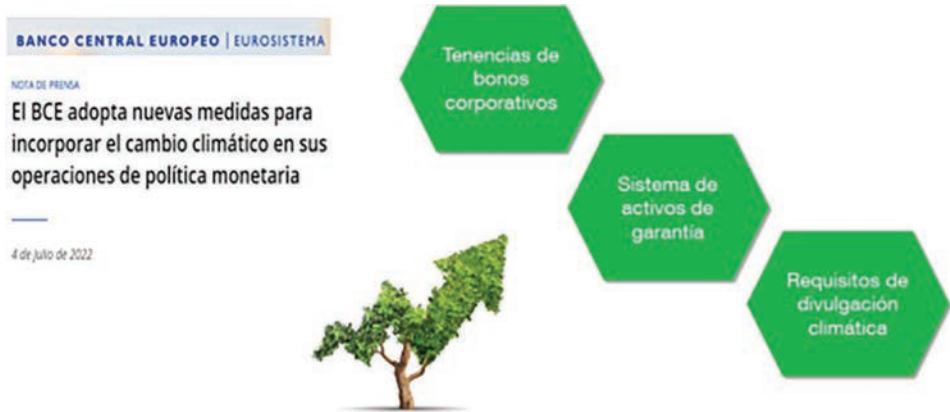 BANCO CENTRAL EUROPEO | EUROSISTEMA
NOTA DE PRENSA
El BCE adopta nuevas medidas para
incorporar el cambio climático en sus
operaciones de política monetaria
4 de julio de 2022
Tenencias de
bonos
corporativos
Sistema de
activos de
garantía
Requisitos de
divulgación
climática